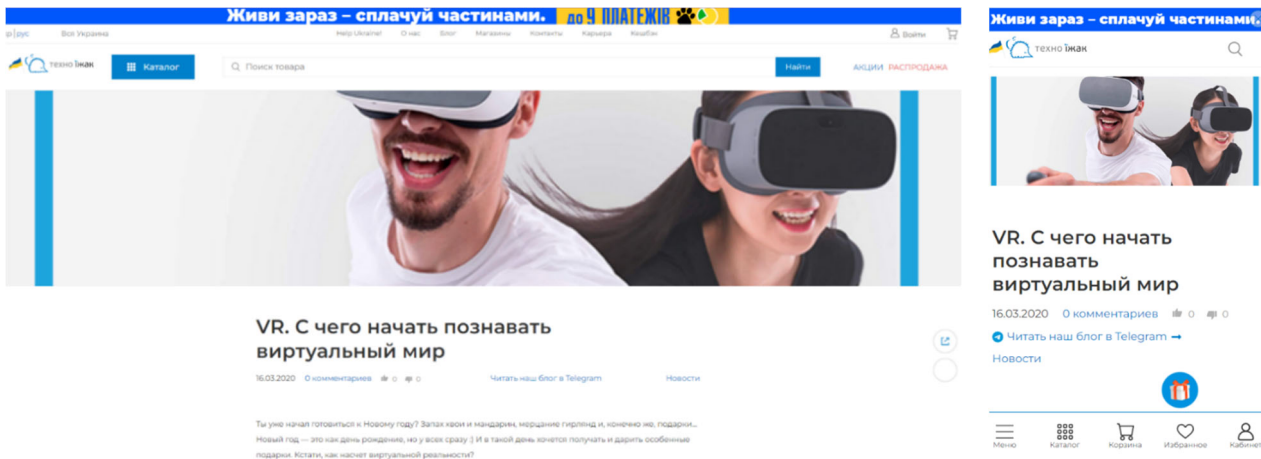 Живи зараз – сплачуй частинами. до 9 ПЛАТЕЖІВ
р|рус Вся Украина Help Ukraine! О нас Блог Магазины Контакты Карьера Кешбэк Войти
техно їжак Каталог Поиск товара Найти АКЦИИ РАСПРОДАЖА
VR. С чего начать познавать
виртуальный мир
16.03.2020 0 комментариев 0 0 Читать наш блог в Telegram Новости
Ты уже начал готовиться к Новому году? Запах хвои и мандарин, мерцание гирлянд и, конечно же, подарки...
Новый год — это как день рождение, но у всех сразу :) И в такой день хочется получать и дарить особенные
подарки. Кстати, как насчет виртуальной реальности?
Живи зараз – сплачуй частинами.
техно їжак
VR. С чего начать
познавать
виртуальный мир
16.03.2020 0 комментариев 0 0
Читать наш блог в Telegram →
Новости
Меню Каталог Корзина Избранное Кабинет